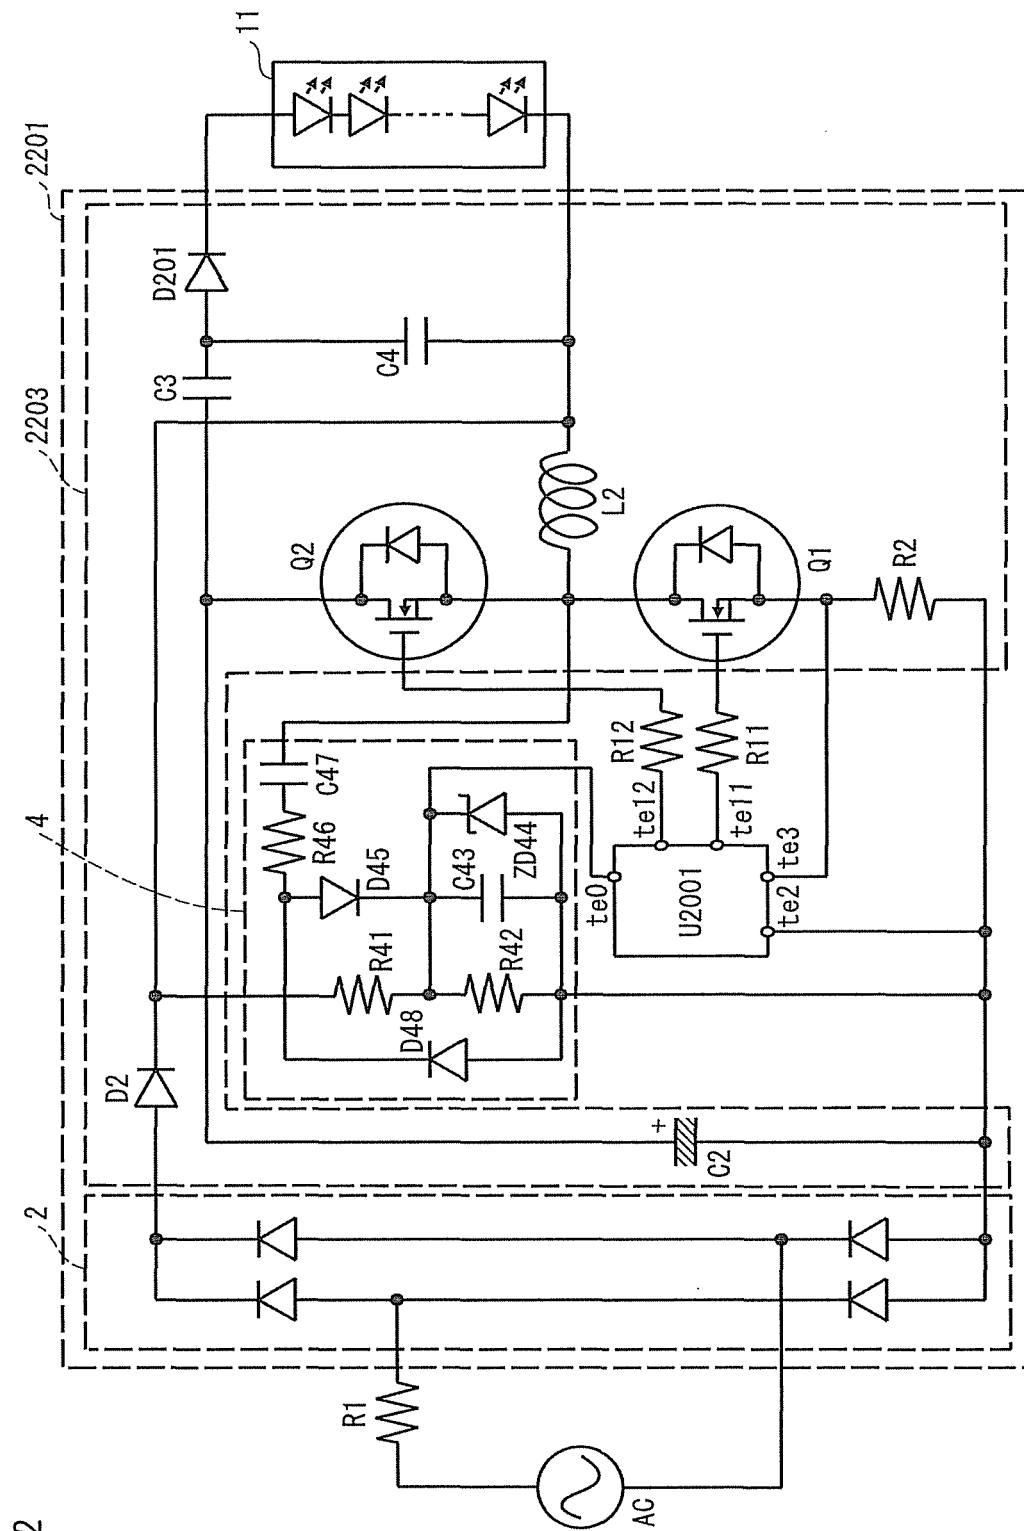 2
2201
2203
2
4
11
D2
C3
D201
C4
Q2
L2
Q1
R2
C47
R46
D45
R41
D48
C43
ZD44
R42
R12
R11
te12
te11
te0
U2001
te3
te2
+
C2
R1
AC